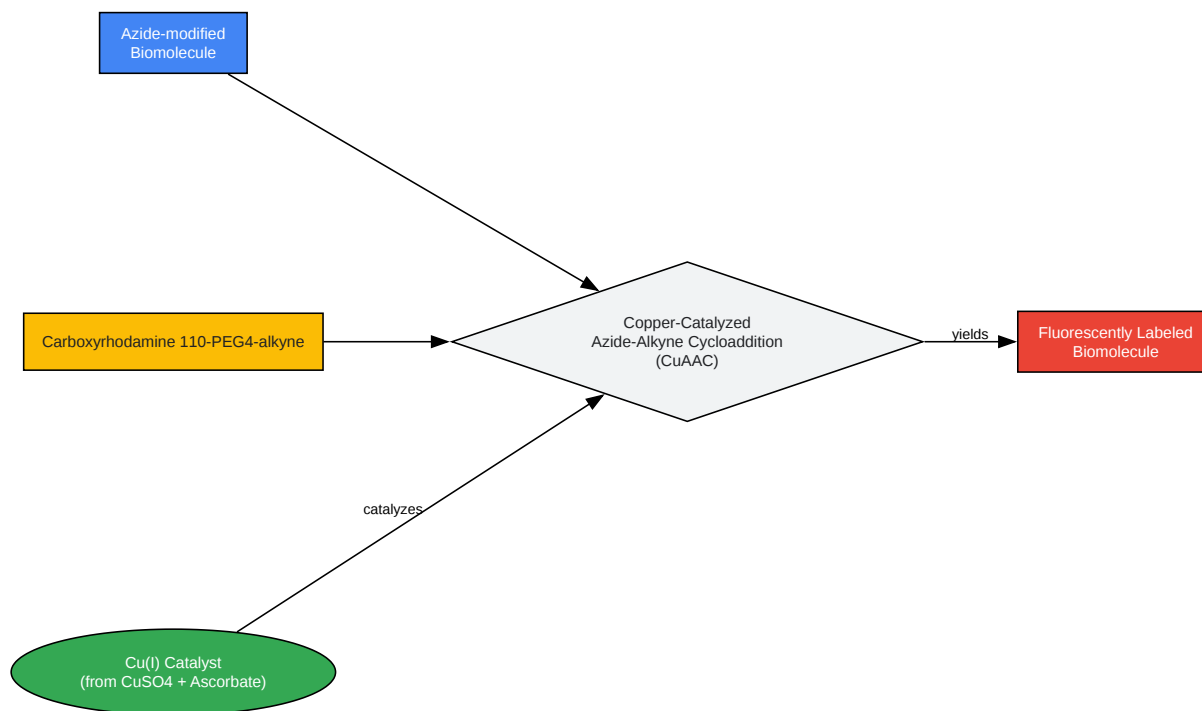 Azide-modified
Biomolecule
Carboxyrhodamine 110-PEG4-alkyne
Copper-Catalyzed
Azide-Alkyne Cycloaddition
(CuAAC)
yields
Fluorescently Labeled
Biomolecule
catalyzes
Cu(I) Catalyst
(from CuSO4 + Ascorbate)